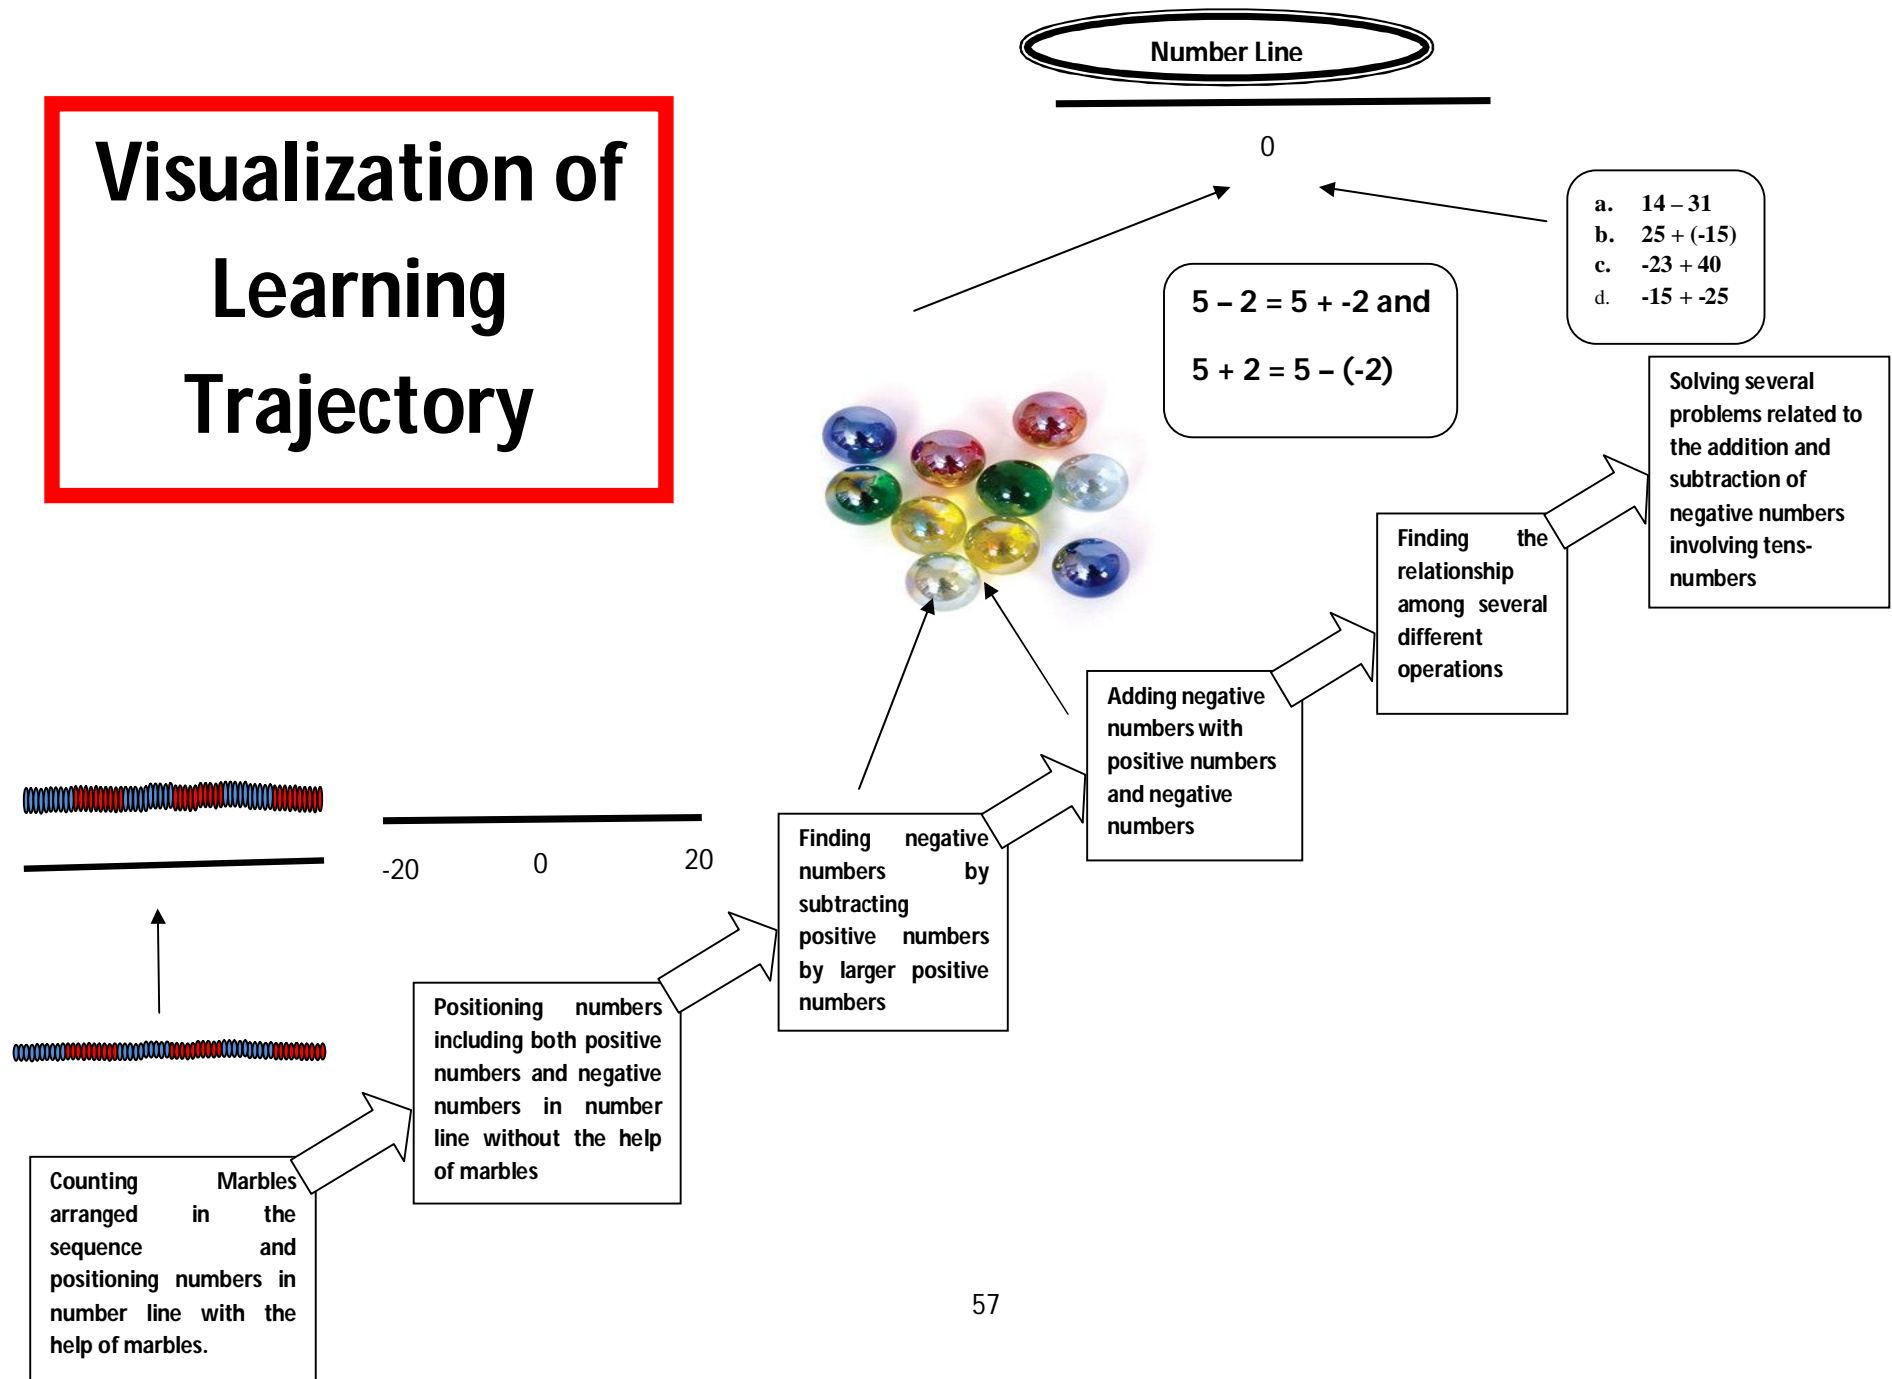 Number Line
0
Visualization of
Learning
Trajectory
a. 14 – 31
b. 25 + (-15)
c. -23 + 40
d. -15 + -25
5 – 2 = 5 + -2 and
5 + 2 = 5 – (-2)
Solving several
problems related to
the addition and
subtraction of
negative numbers
involving tens-
numbers
Finding the
relationship
among several
different
operations
Adding negative
numbers with
positive numbers
and negative
numbers
-20 0 20
Finding negative
numbers by
subtracting
positive numbers
by larger positive
numbers
Positioning numbers
including both positive
numbers and negative
numbers in number
line without the help
of marbles
Counting Marbles
arranged in the
sequence and
positioning numbers in
number line with the
help of marbles.
57